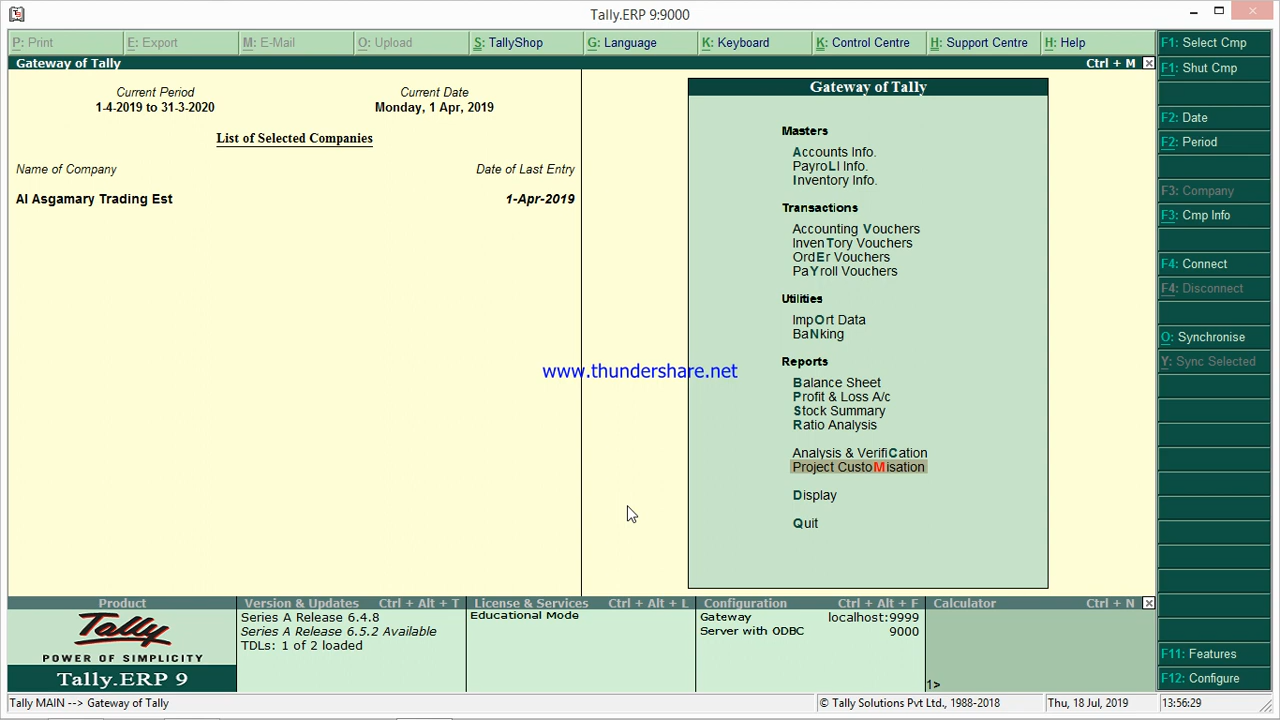 Tally.ERP 9:9000
P: Print
E: Export
M: E-Mail
O: Upload
S: TallyShop
G: Language
K: Keyboard
K: Control Centre
H: Support Centre
H: Help
F1: Select Cmp
Gateway of Tally
Ctrl + M
F1: Shut Cmp
Current Period
Current Date
1-4-2019 to 31-3-2020
Monday, 1 Apr, 2019
List of Selected Companies
Name of Company
Date of Last Entry
Al Asgamary Trading Est
1-Apr-2019
Gateway of Tally
Masters
Accounts Info.
PayroLl Info.
Inventory Info.
Transactions
Accounting Vouchers
InvenTory Vouchers
OrdEr Vouchers
PaYroll Vouchers
Utilities
ImpOrt Data
BaNking
Reports
Balance Sheet
Profit & Loss A/c
Stock Summary
Ratio Analysis
Analysis & VerifiCation
Project CustoMisation
Display
Quit
www.thundershare.net
F2: Date
F2: Period
F3: Company
F3: Cmp Info
F4: Connect
F4: Disconnect
O: Synchronise
Y: Sync Selected
F11: Features
F12: Configure
Product
Tally
POWER OF SIMPLICITY
Tally.ERP 9
Version & Updates
Ctrl + Alt + T
Series A Release 6.4.8
Series A Release 6.5.2 Available
TDLs: 1 of 2 loaded
License & Services
Ctrl + Alt + L
Educational Mode
Configuration
Ctrl + Alt + F
Gateway
localhost:9999
Server with ODBC
9000
Calculator
Ctrl + N
1>
Tally MAIN --> Gateway of Tally
© Tally Solutions Pvt Ltd., 1988-2018
Thu, 18 Jul, 2019
13:56:29